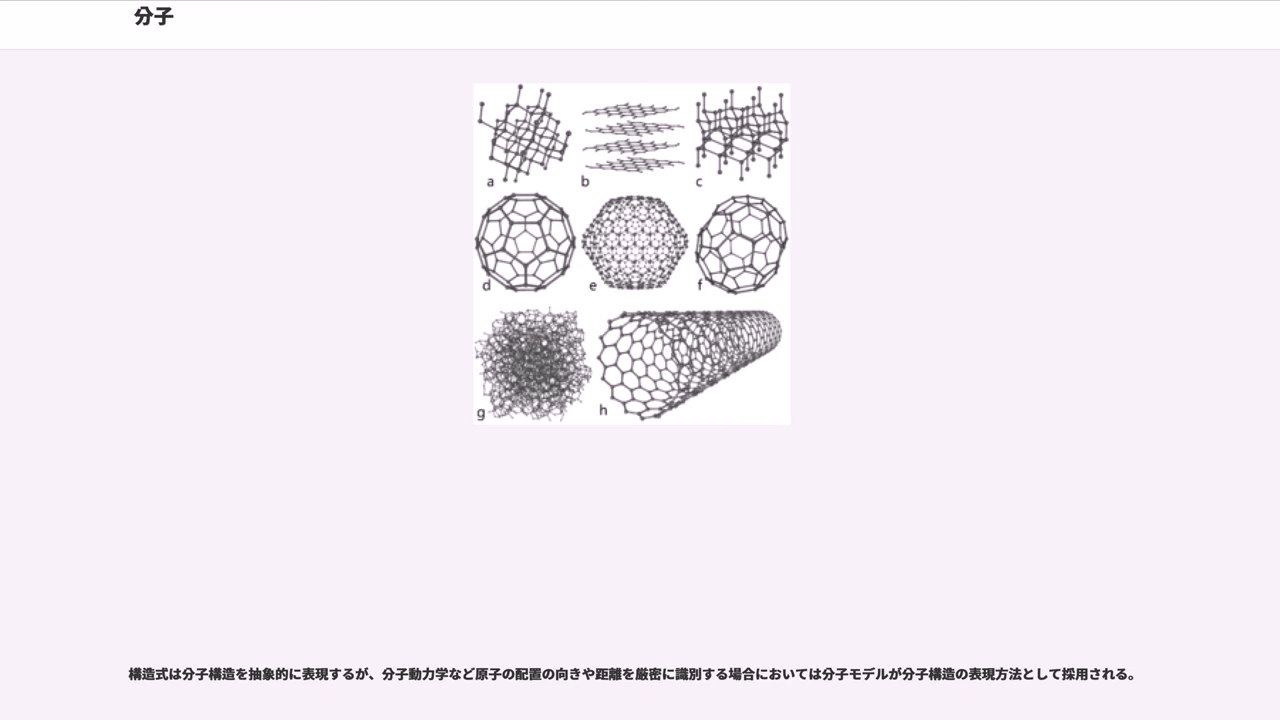 分子
a
b
c
d
e
f
g
h
構造式は分子構造を抽象的に表現するが、分子動力学など原子の配置の向きや距離を厳密に識別する場合においては分子モデルが分子構造の表現方法として採用される。